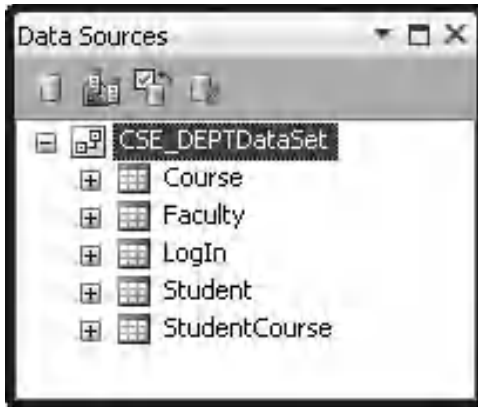 Data Sources
CSE_DEPTDataSet
Course
Faculty
LogIn
Student
StudentCourse